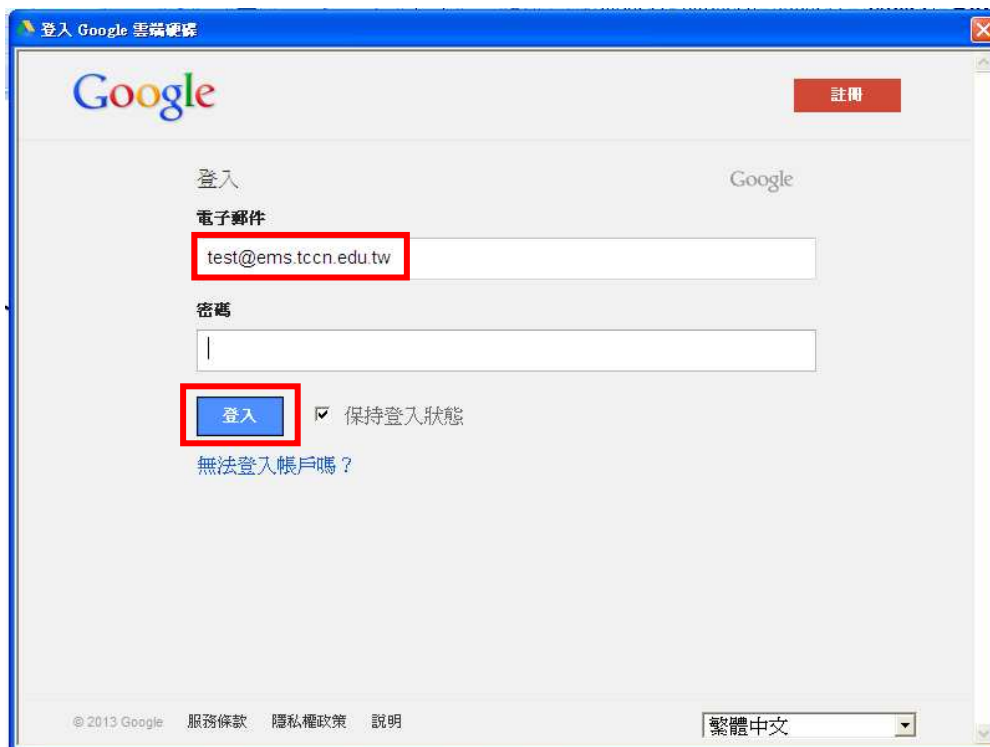 登入 Google 雲端硬碟
Google
註冊
登入
Google
電子郵件
test@ems.tccn.edu.tw
密碼
登入
保持登入狀態
無法登入帳戶嗎？
© 2013 Google 服務條款 隱私權政策 說明
繁體中文